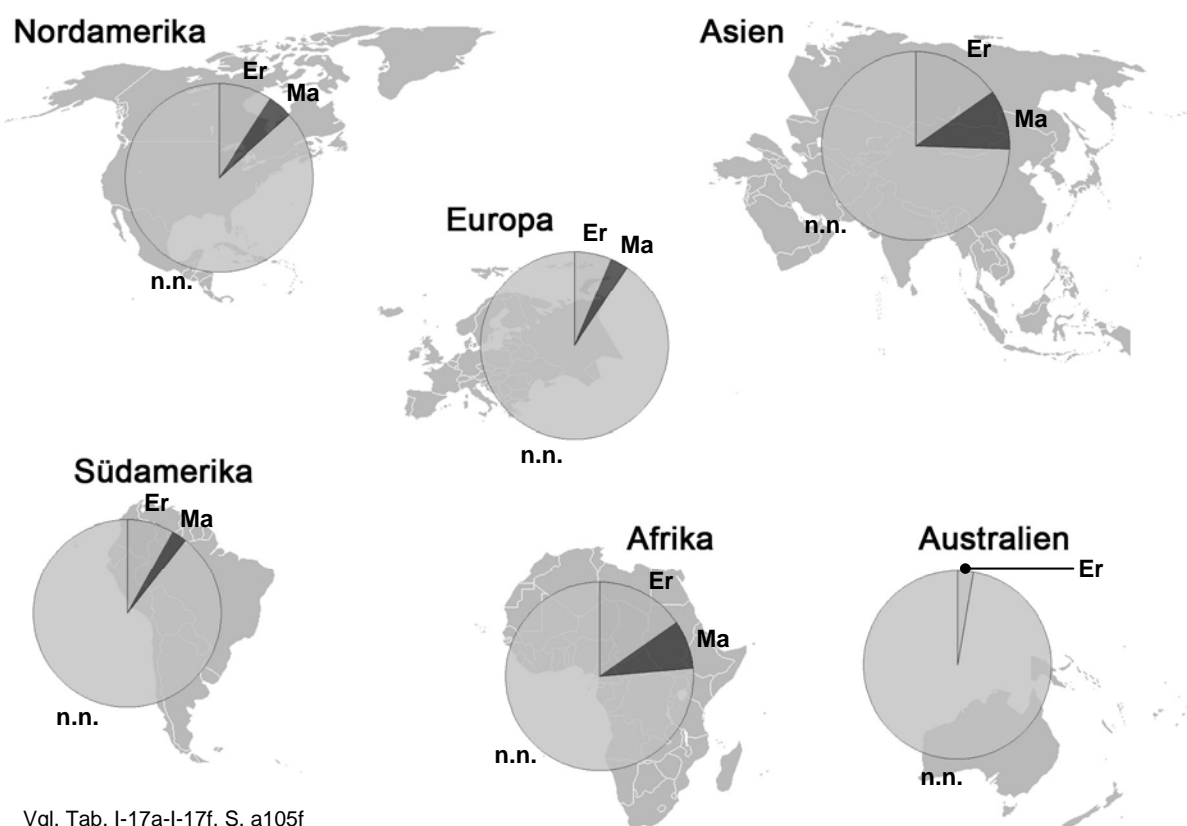 Nordamerika
Er
Ma
n.n.
Asien
Er
Ma
n.n.
Europa
Er
Ma
n.n.
Südamerika
Er
Ma
n.n.
Afrika
Er
Ma
n.n.
Australien
Er
n.n.
Vgl. Tab. I-17a-I-17f, S. a105f